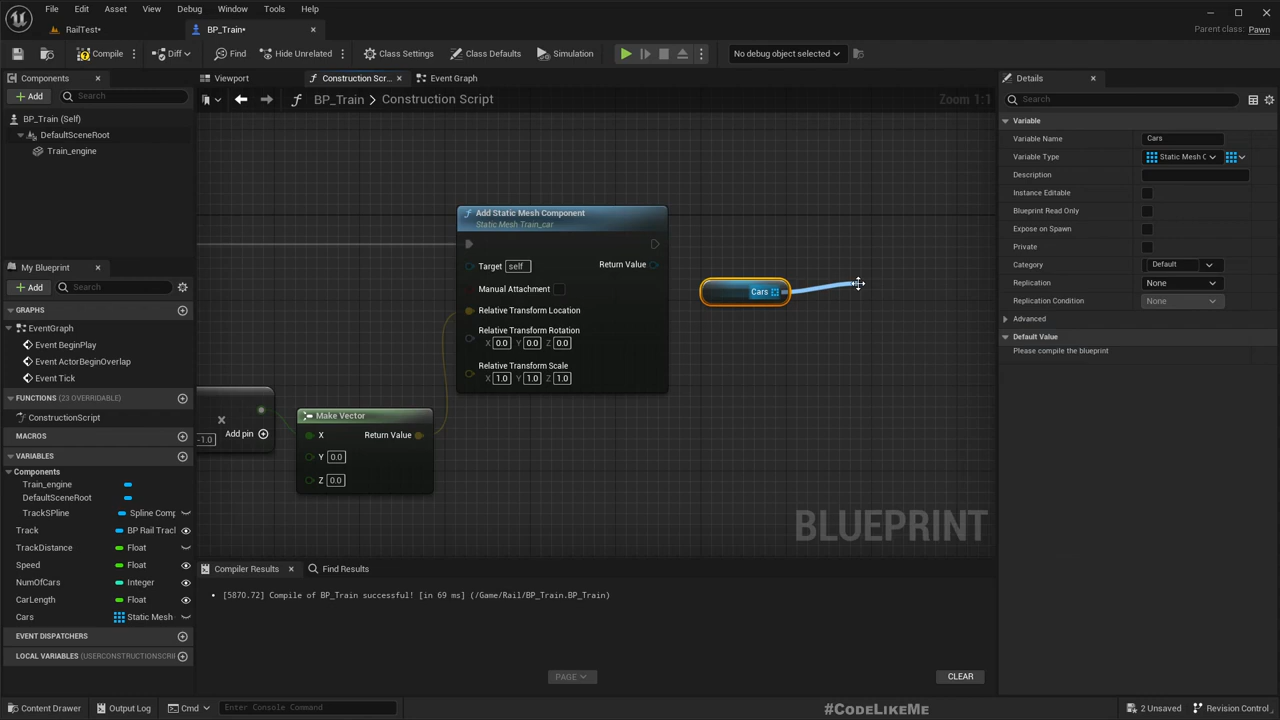 File Edit Asset View Debug Window Tools Help
RailTest•
BP_Train•
Parent class: Pawn
Compile
Diff
Find
Hide Unrelated
Class Settings
Class Defaults
Simulation
No debug object selected
Components
Viewport
Construction Scr...
Event Graph
Details
Add
Search
BP_Train > Construction Script
Zoom 1:1
Search
BP_Train (Self)
DefaultSceneRoot
Train_engine
Variable
Variable Name Cars
Variable Type Static Mesh C
Description
Instance Editable
Blueprint Read Only
Expose on Spawn
Private
Category Default
Replication None
Replication Condition None
Advanced
Default Value
Please compile the blueprint
Add Static Mesh Component
Static Mesh Train_car
Target self
Return Value
Manual Attachment
Relative Transform Location
Relative Transform Rotation
X 0.0 Y 0.0 Z 0.0
Relative Transform Scale
X 1.0 Y 1.0 Z 1.0
Cars
My Blueprint
Add
Search
GRAPHS
EventGraph
Event BeginPlay
Event ActorBeginOverlap
Event Tick
FUNCTIONS (23 OVERRIDABLE)
ConstructionScript
MACROS
VARIABLES
Components
Train_engine
DefaultSceneRoot
TrackSPline Spline Comp
Track BP Rail Tracl
TrackDistance Float
Speed Float
NumOfCars Integer
CarLength Float
Cars Static Mesh
EVENT DISPATCHERS
LOCAL VARIABLES (USERCONSTRUCTIONSCRI
-1.0
Add pin
Make Vector
X Return Value
Y 0.0
Z 0.0
BLUEPRINT
Compiler Results
Find Results
[5870.72] Compile of BP_Train successful! [in 69 ms] (/Game/Rail/BP_Train.BP_Train)
PAGE
CLEAR
Content Drawer
Output Log
Cmd
Enter Console Command
#CODELIKEME
2 Unsaved
Revision Control